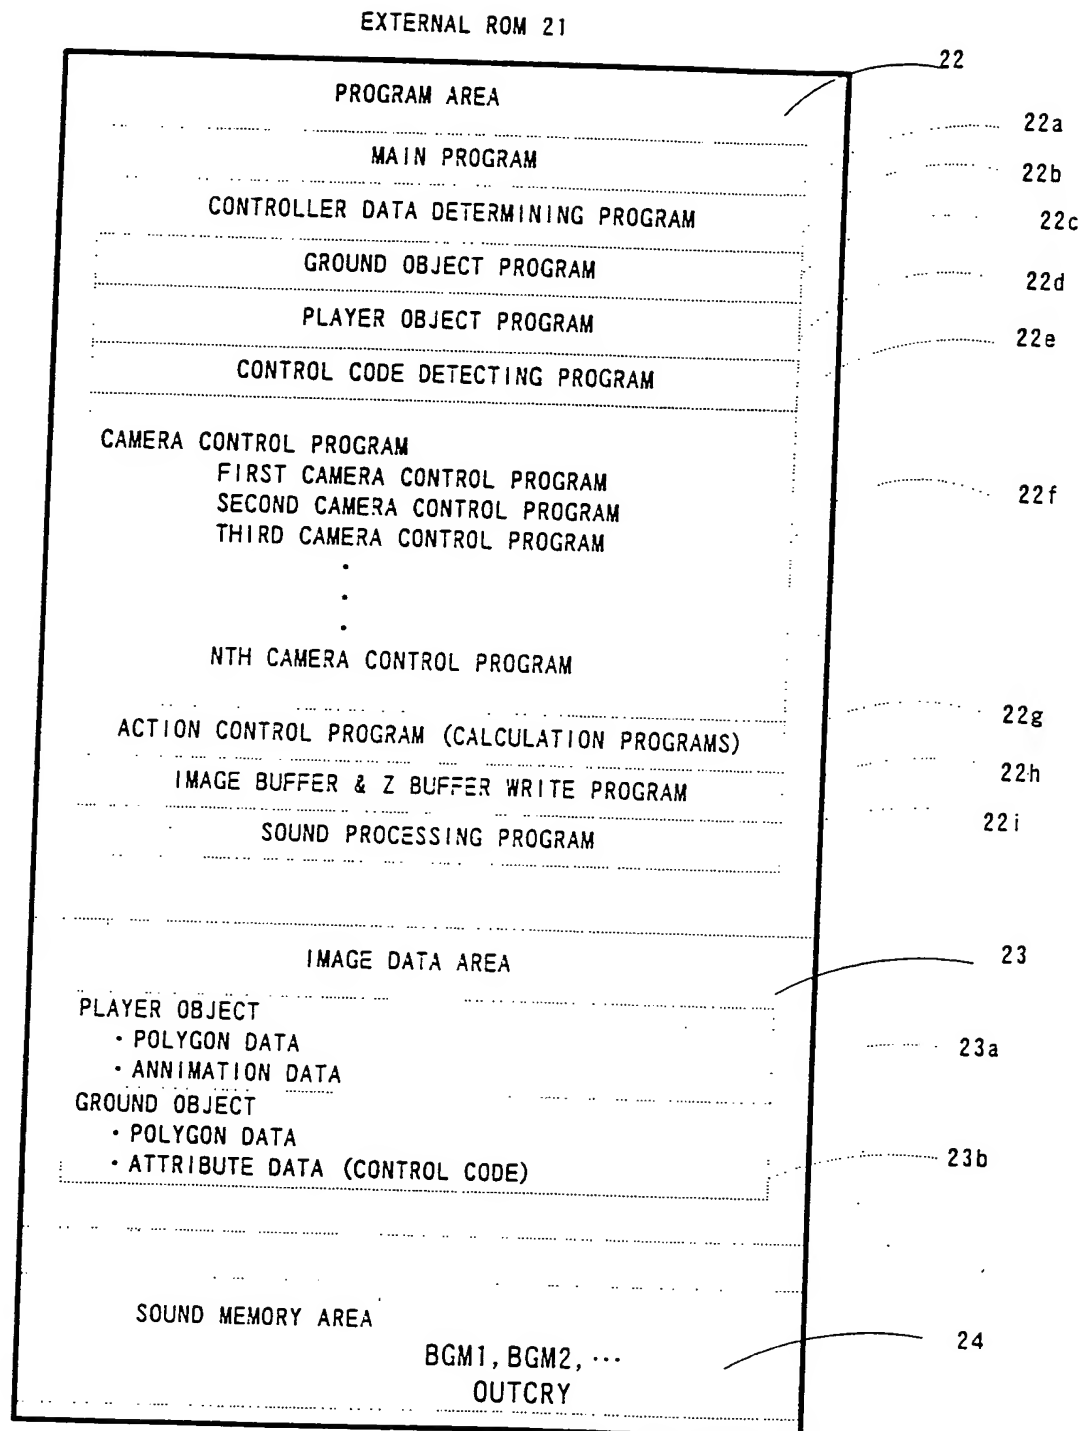 EXTERNAL ROM 21
22
PROGRAM AREA
22a
MAIN PROGRAM
22b
CONTROLLER DATA DETERMINING PROGRAM
22c
GROUND OBJECT PROGRAM
22d
PLAYER OBJECT PROGRAM
22e
CONTROL CODE DETECTING PROGRAM
CAMERA CONTROL PROGRAM
FIRST CAMERA CONTROL PROGRAM
22f
SECOND CAMERA CONTROL PROGRAM
THIRD CAMERA CONTROL PROGRAM
·
·
·
NTH CAMERA CONTROL PROGRAM
22g
ACTION CONTROL PROGRAM (CALCULATION PROGRAMS)
22h
IMAGE BUFFER & Z BUFFER WRITE PROGRAM
22i
SOUND PROCESSING PROGRAM
23
IMAGE DATA AREA
PLAYER OBJECT
· POLYGON DATA
23a
· ANNIMATION DATA
GROUND OBJECT
· POLYGON DATA
23b
· ATTRIBUTE DATA (CONTROL CODE)
SOUND MEMORY AREA
24
BGM1, BGM2, ···
OUTCRY